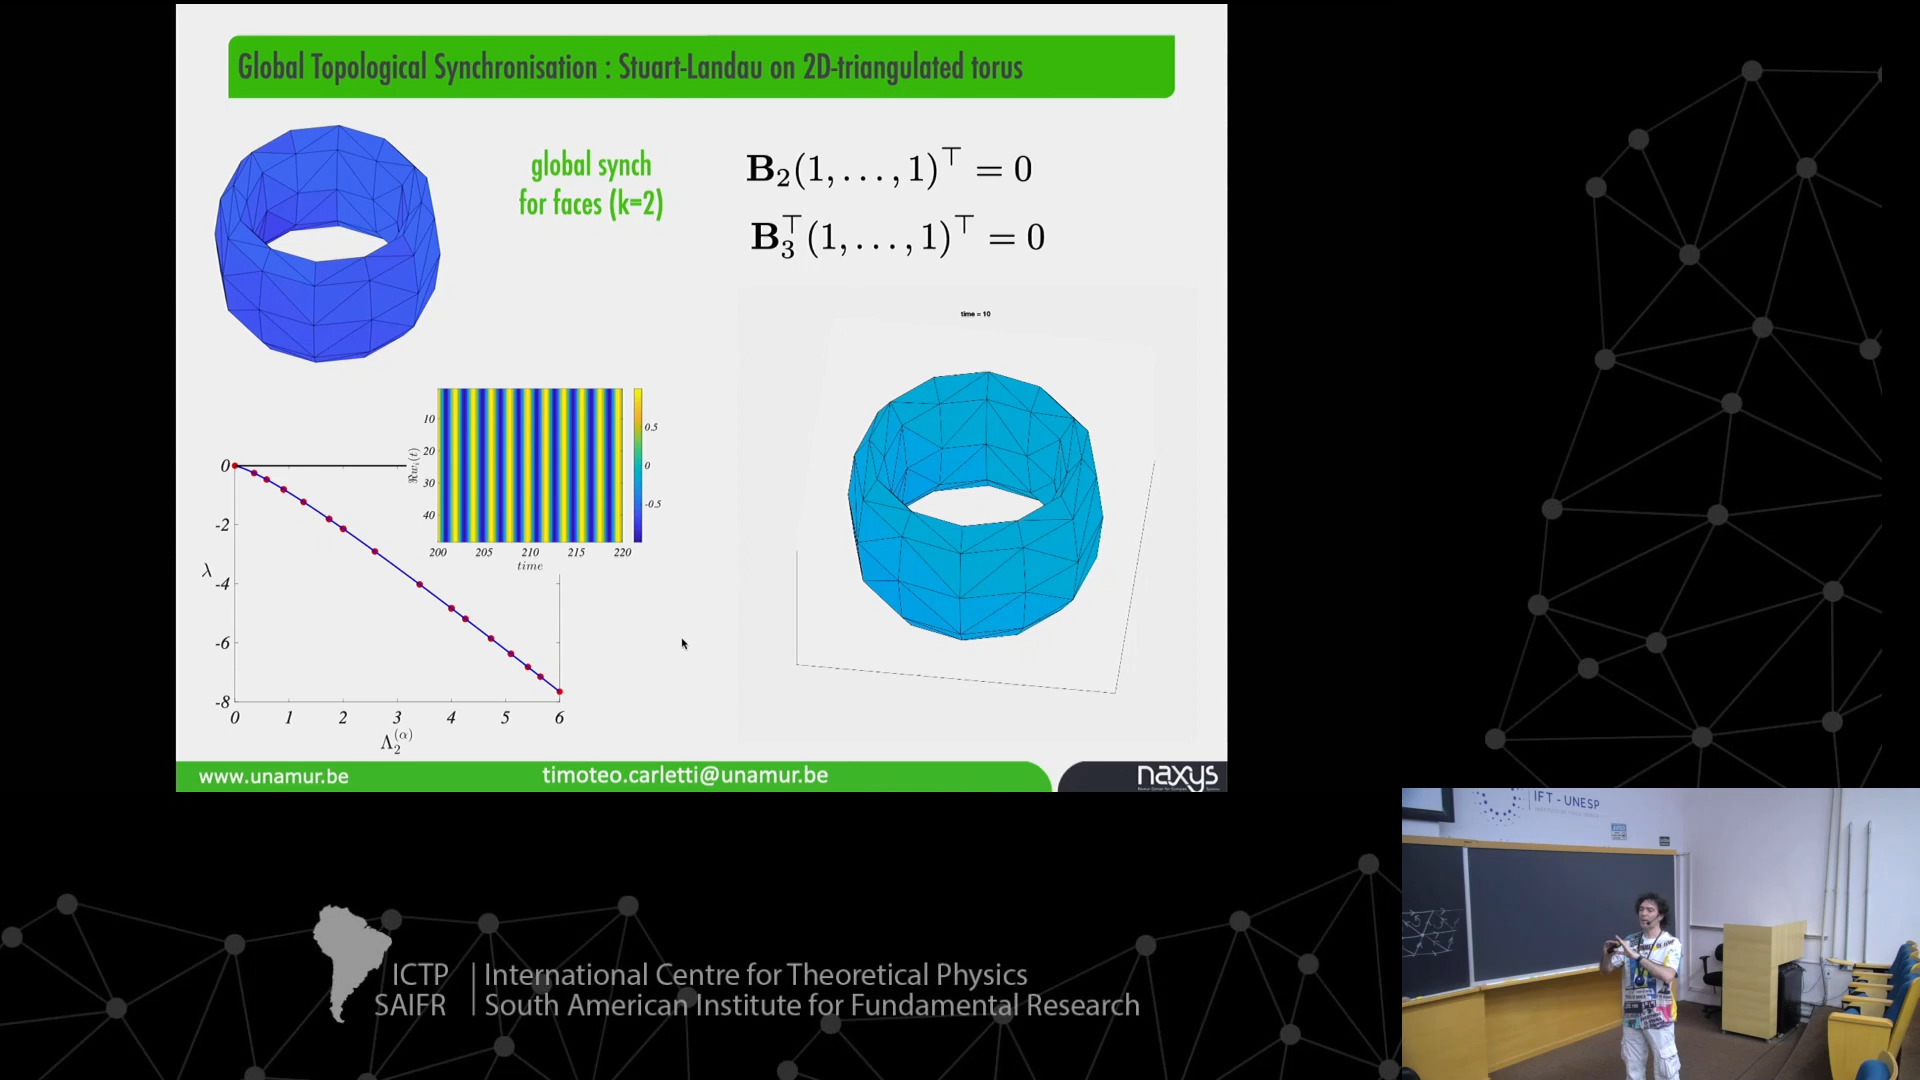 Global Topological Synchronisation : Stuart-Landau on 2D-triangulated torus
global synch
for faces (k=2)
B₂(1, . . . , 1)⊤ = 0
B₃⊤(1, . . . , 1)⊤ = 0
time = 10
10
20
30
40
ℜwᵢ(t)
0.5
0
-0.5
200 205 210 215 220
time
0
-2
-4
-6
-8
λ
0 1 2 3 4 5 6
Λ₂^(α)
www.unamur.be
timoteo.carletti@unamur.be
naxys
IFT - UNESP
ICTP
SAIFR
International Centre for Theoretical Physics
South American Institute for Fundamental Research